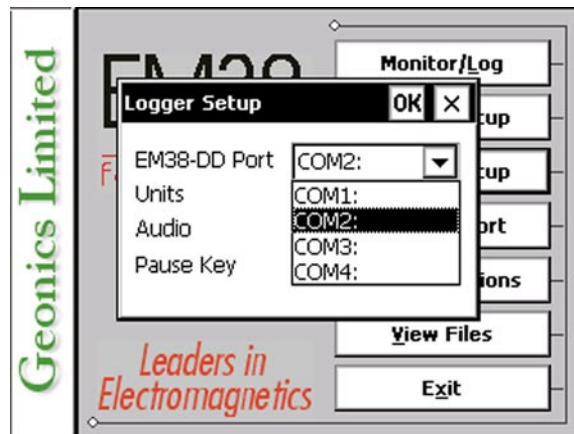 Geonics Limited
EM38
Monitor/Log
Logger Setup
OK
EM38-DD Port
COM2:
Units
Audio
Pause Key
COM1:
COM2:
COM3:
COM4:
View Files
Leaders in
Electromagnetics
Exit